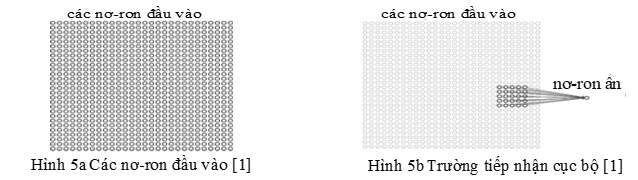 các nơ-ron đầu vào
Hình 5a Các nơ-ron đầu vào [1]
các nơ-ron đầu vào
nơ-ron ẩn
Hình 5b Trường tiếp nhận cục bộ [1]